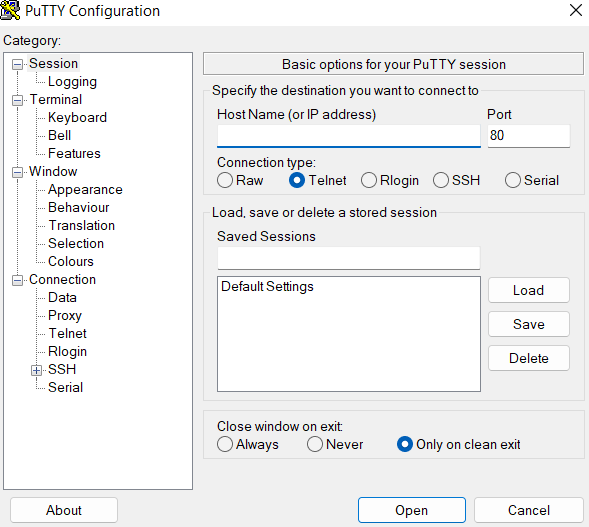 PuTTY Configuration
Category:
Session
Logging
Terminal
Keyboard
Bell
Features
Window
Appearance
Behaviour
Translation
Selection
Colours
Connection
Data
Proxy
Telnet
Rlogin
SSH
Serial
Basic options for your PuTTY session
Specify the destination you want to connect to
Host Name (or IP address) Port
80
Connection type:
Raw Telnet Rlogin SSH Serial
Load, save or delete a stored session
Saved Sessions
Default Settings
Load
Save
Delete
Close window on exit:
Always Never Only on clean exit
About Open Cancel